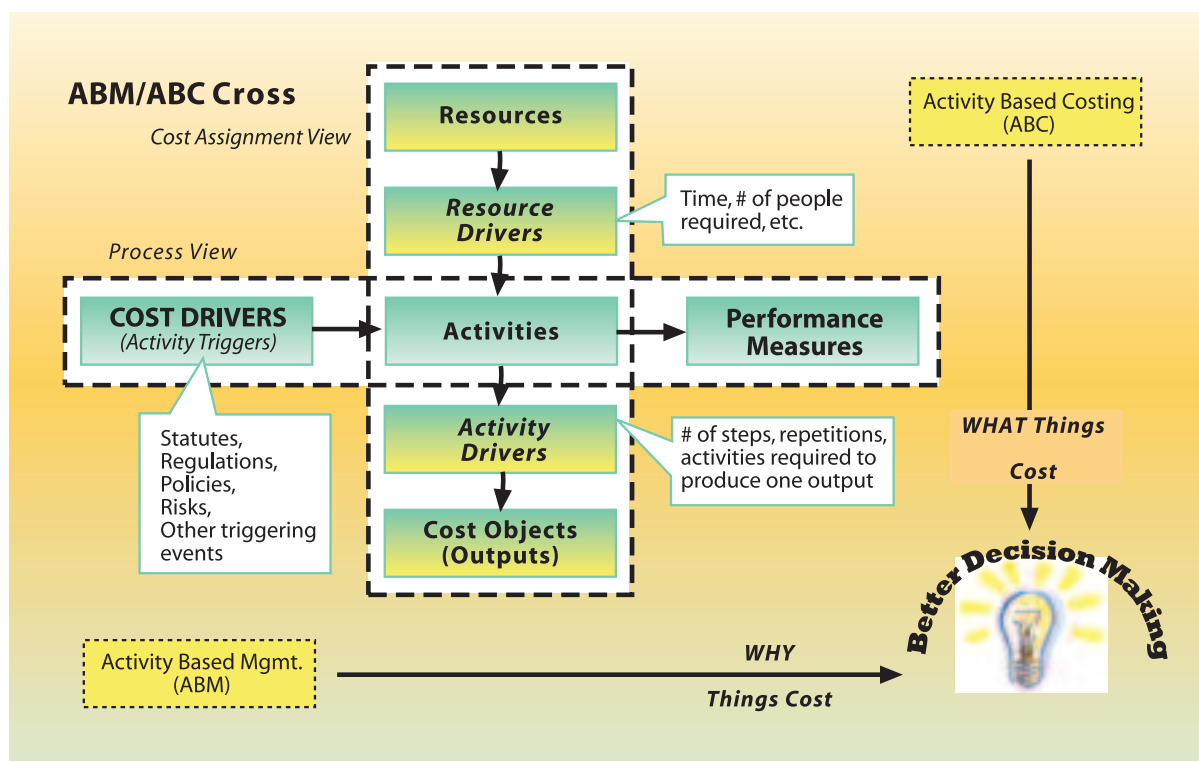 ABM/ABC Cross
Cost Assignment View
Resources
Activity Based Costing
(ABC)
Resource
Drivers
Time, # of people
required, etc.
Process View
COST DRIVERS
(Activity Triggers)
Activities
Performance
Measures
Statutes,
Regulations,
Policies,
Risks,
Other triggering
events
Activity
Drivers
# of steps, repetitions,
activities required to
produce one output
WHAT Things
Cost
Cost Objects
(Outputs)
Better Decision Making
Activity Based Mgmt.
(ABM)
WHY
Things Cost